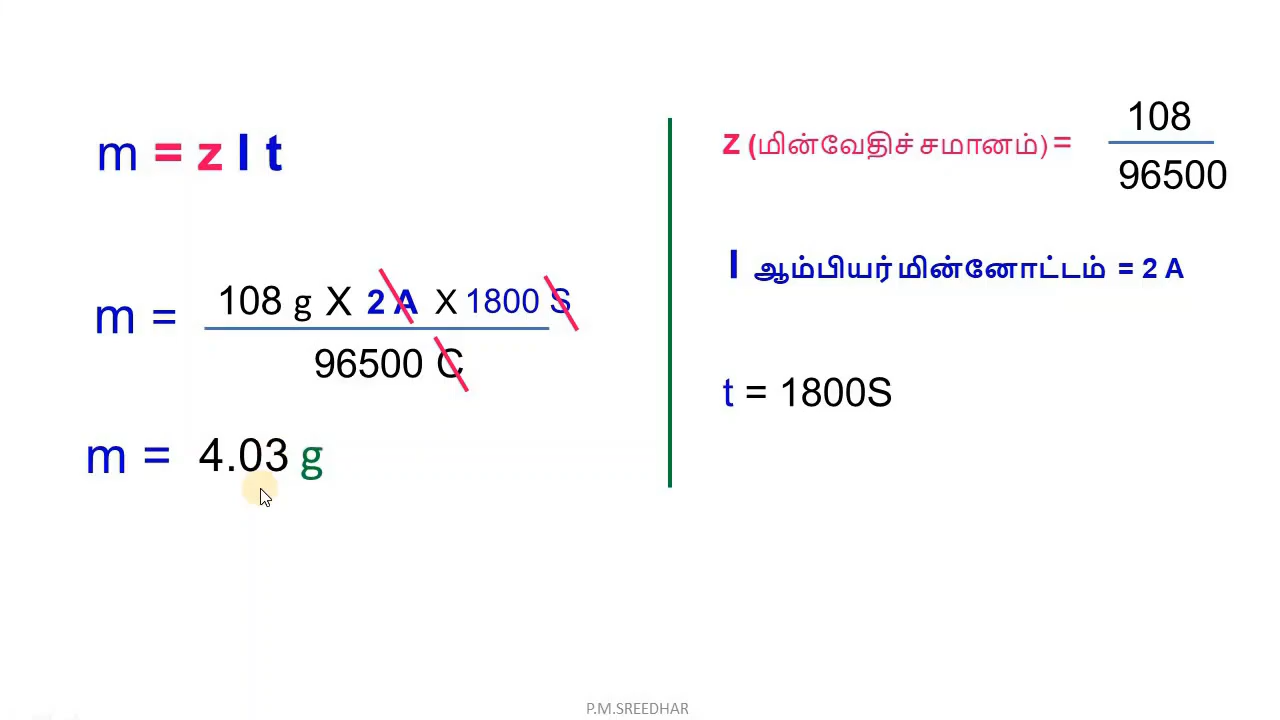 m = z I t
m = 108 g X 2 A X 1800 S
96500 C
m = 4.03 g
108
z (மின்வேதிச் சமானம்) =
96500
I ஆம்பியர் மின்னோட்டம் = 2 A
t = 1800S
P.M.SREEDHAR